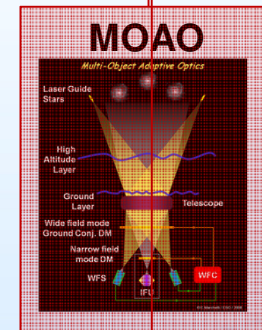 MOAO
Multi-Object Adaptive Optics
Laser Guide
Stars
High
Altitude
Layer
Ground
Layer
Telescope
Wide field mode
Ground Conj. DM
Narrow field
mode DM
WFS
WFC
IFU